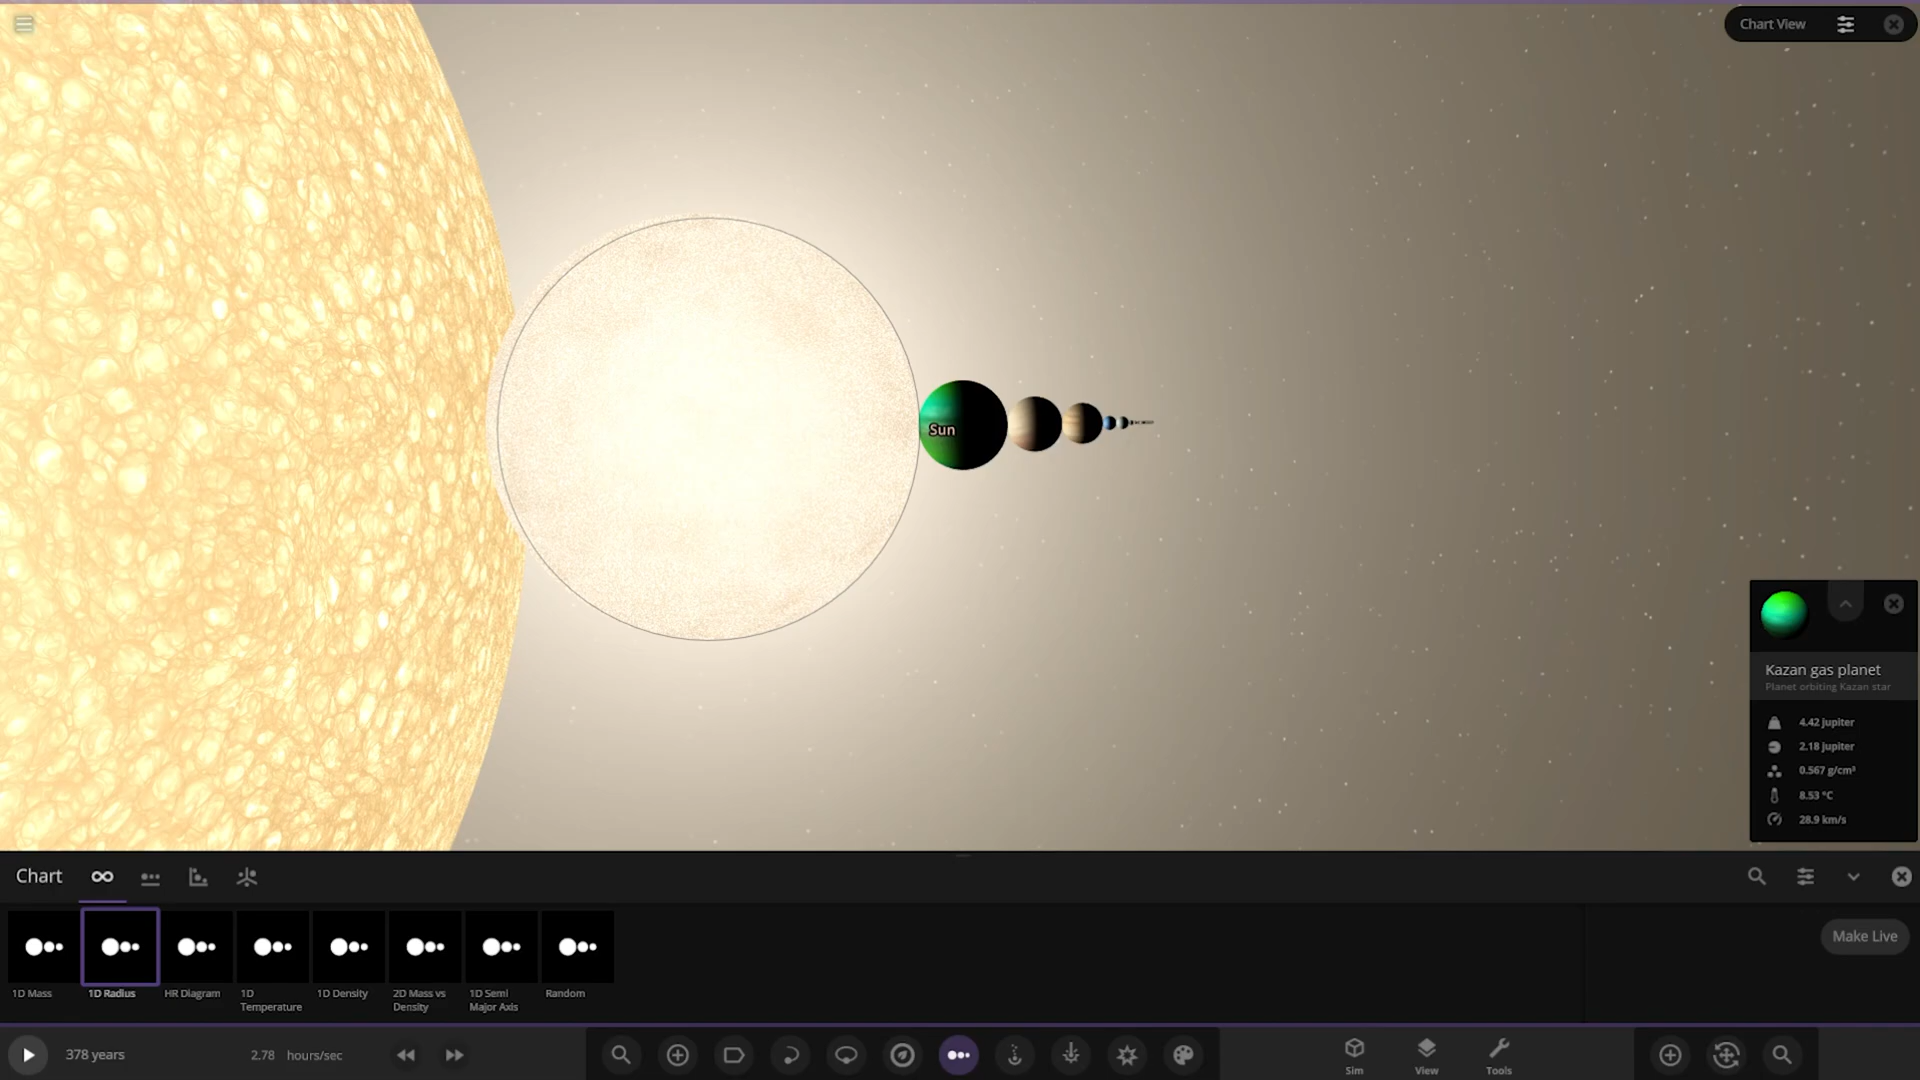 Chart View
Sun
Kazan gas planet
Planet orbiting Kazan star
4.42 jupiter
2.18 jupiter
0.567 g/cm³
8.53 °C
28.9 km/s
Chart
Make Live
1D Mass
1D Radius
HR Diagram
1D
Temperature
1D Density
2D Mass vs
Density
1D Semi
Major Axis
Random
378 years
2.78 hours/sec
Sim
View
Tools